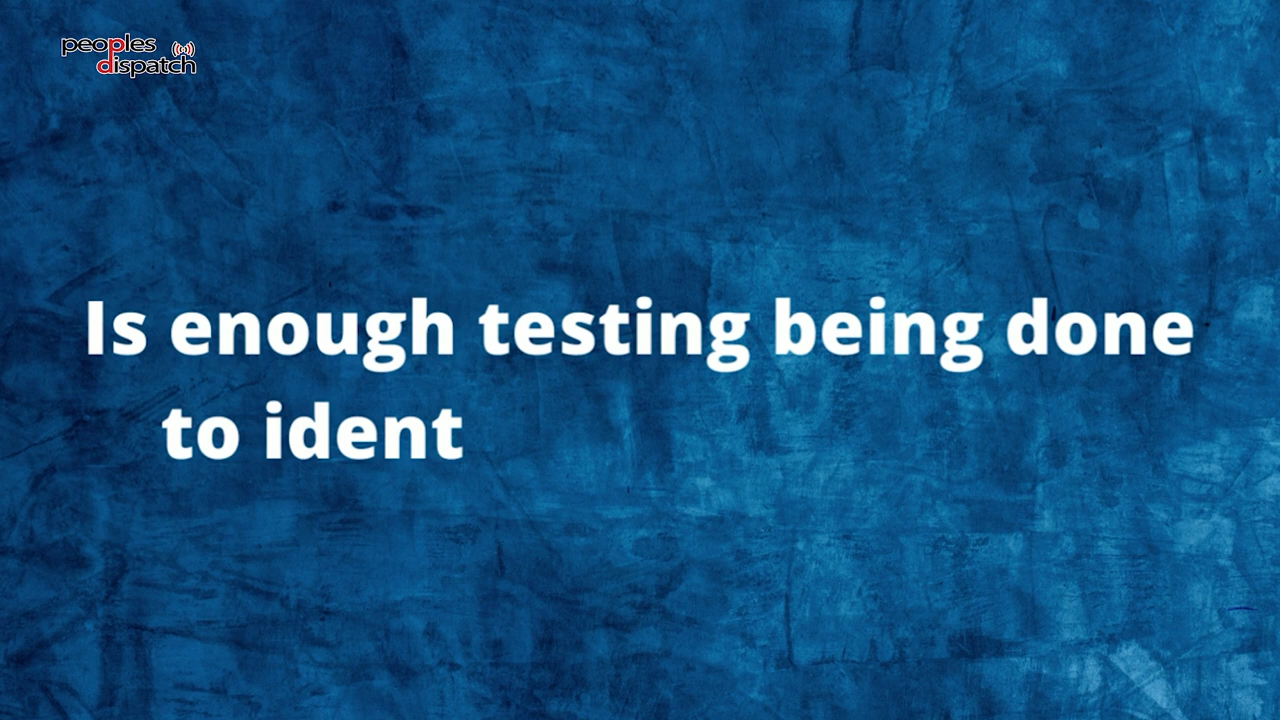 peoples
dispatch
Is enough testing being done
to ident